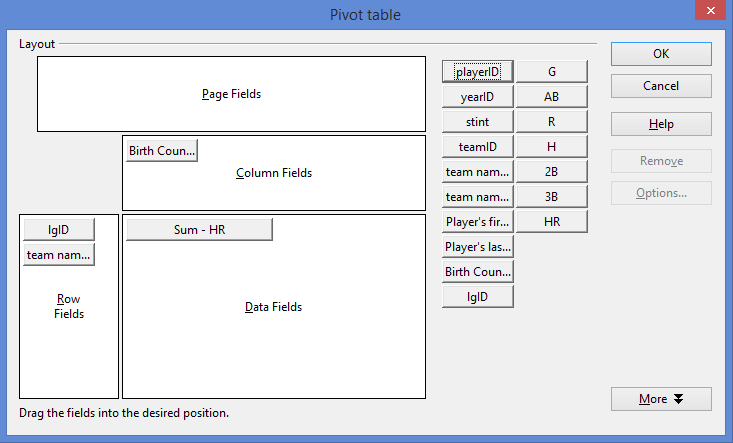 Pivot table
Layout
Page Fields
Birth Coun...
Column Fields
lgID
team nam...
Row
Fields
Sum - HR
Data Fields
playerID
G
yearID
AB
stint
R
teamID
H
team nam...
2B
team nam...
3B
Player's fir...
HR
Player's las...
Birth Coun...
lgID
OK
Cancel
Help
Remove
Options...
More
Drag the fields into the desired position.